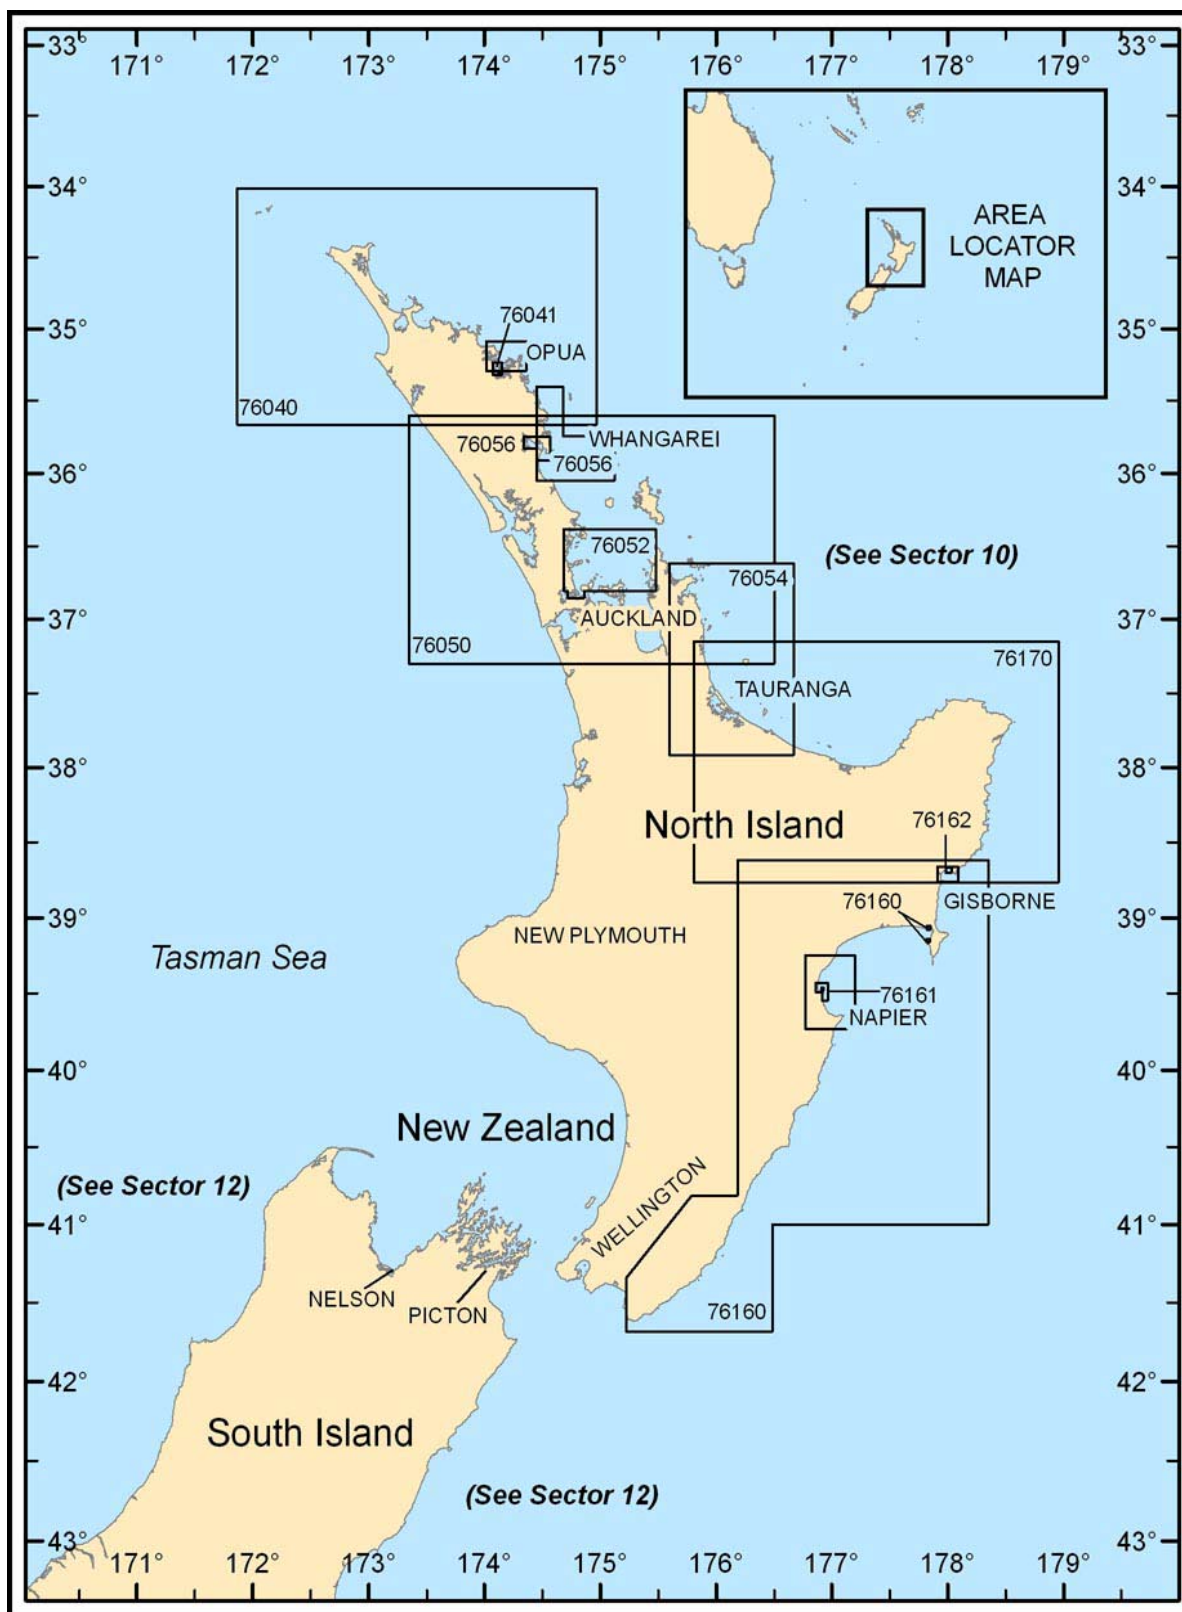 33° 33°
171° 172° 173° 174° 175° 176° 177° 178° 179°
34° 34°
AREA
LOCATOR
MAP
76041
35° 35°
OPUA
76040
WHANGAREI
76056
76056
36° 36°
76052
(See Sector 10)
76054
37° 37°
AUCKLAND
76050
76170
TAURANGA
38° 38°
North Island
76162
76160
GISBORNE
39° 39°
NEW PLYMOUTH
Tasman Sea
76161
NAPIER
40° 40°
New Zealand
WELLINGTON
(See Sector 12)
41° 41°
NELSON
PICTON
76160
42° 42°
South Island
(See Sector 12)
43° 43°
171° 172° 173° 174° 175° 176° 177° 178° 179°